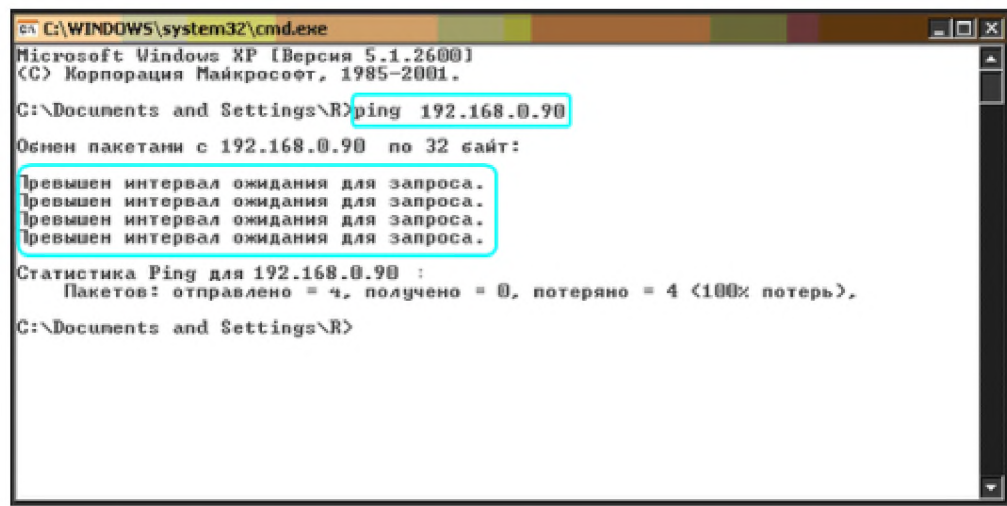 C:\WINDOWS\system32\cmd.exe
Microsoft Windows XP [Версия 5.1.2600]
(C) Корпорация Майкрософт, 1985-2001.
C:\Documents and Settings\R>ping 192.168.0.90
Обмен пакетами с 192.168.0.90 по 32 байт:
Превышен интервал ожидания для запроса.
Превышен интервал ожидания для запроса.
Превышен интервал ожидания для запроса.
Превышен интервал ожидания для запроса.
Статистика Ping для 192.168.0.90 :
Пакетов: отправлено = 4, получено = 0, потеряно = 4 (100% потерь),
C:\Documents and Settings\R>